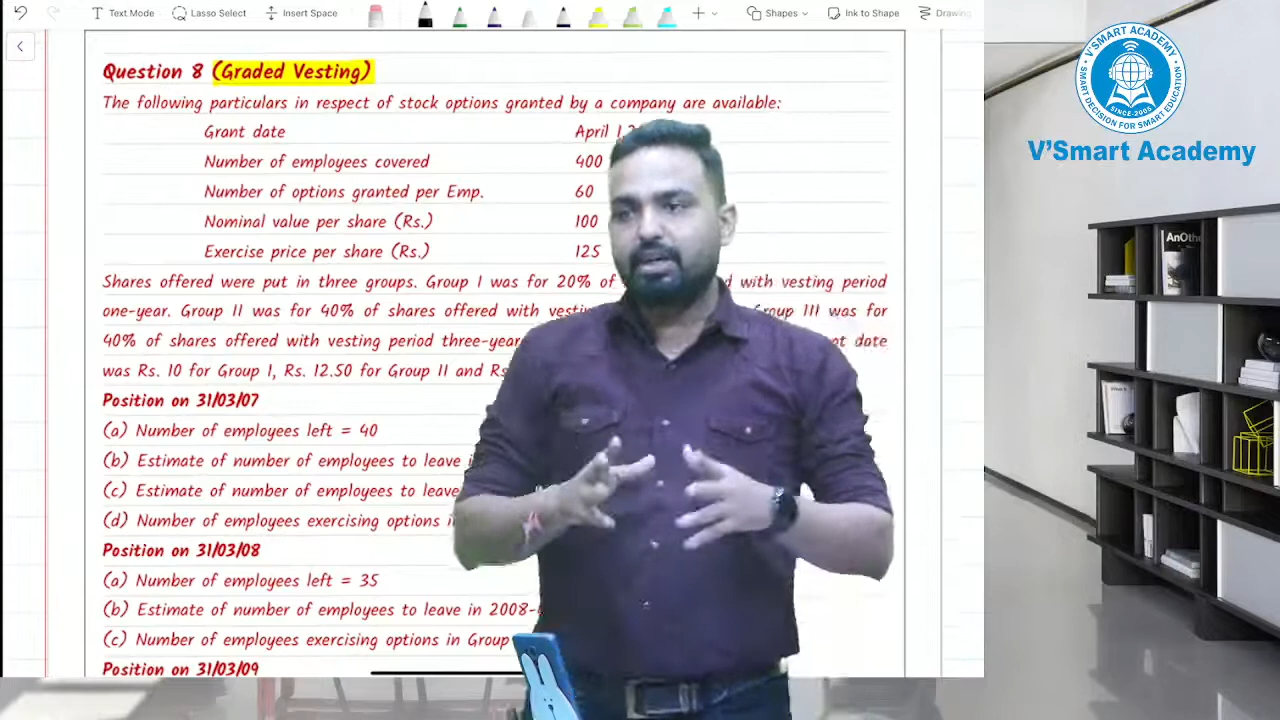 Text Mode Lasso Select Insert Space Shapes Ink to Shape Drawing
Question 8 (Graded Vesting)
The following particulars in respect of stock options granted by a company are available:
Grant date April 1,
Number of employees covered 400
Number of options granted per Emp. 60
Nominal value per share (Rs.) 100
Exercise price per share (Rs.) 125
Shares offered were put in three groups. Group I was for 20% of with vesting period
one-year. Group II was for 40% of shares offered with III was for
40% of shares offered with vesting period three-year date
was Rs. 10 for Group I, Rs. 12.50 for Group II and
Position on 31/03/07
(a) Number of employees left = 40
(b) Estimate of number of employees to leave
(c) Estimate of number of employees to leave
(d) Number of employees exercising options
Position on 31/03/08
(a) Number of employees left = 35
(b) Estimate of number of employees to leave in 2008-
(c) Number of employees exercising options in Group
Position on 31/03/09
V'SMART ACADEMY
SMART DECISION FOR SMART EDUCATION
SINCE-2005
V'Smart Academy
AnOthe